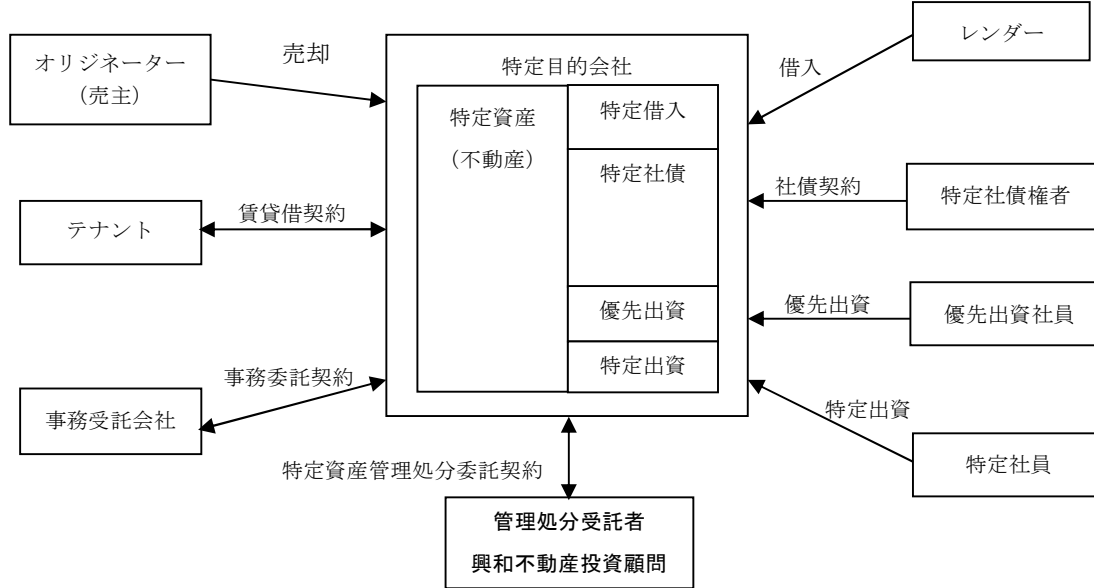 オリジネーター
（売主）
売却
テナント
賃貸借契約
事務委託契約
事務受託会社
特定目的会社
特定資産
（不動産）
特定借入
特定社債
優先出資
特定出資
特定資産管理処分委託契約
管理処分受託者
興和不動産投資顧問
レンダー
借入
社債契約
特定社債権者
優先出資
優先出資社員
特定出資
特定社員